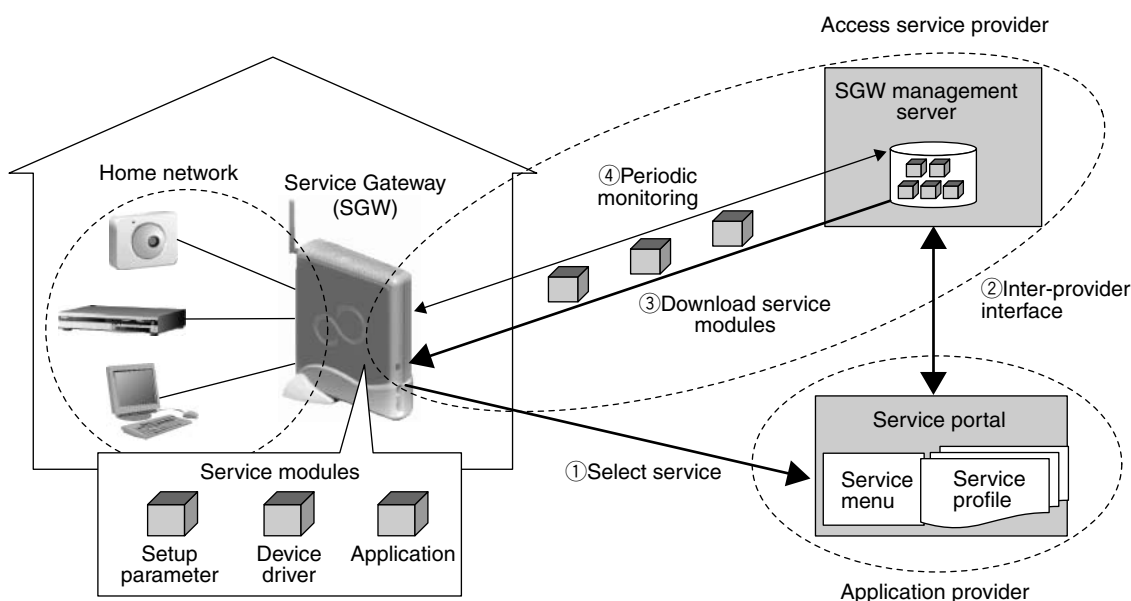 Access service provider
SGW management
server
Home network
Service Gateway
(SGW)
④Periodic
monitoring
③Download service
modules
②Inter-provider
interface
Service portal
Service
menu
Service
profile
①Select service
Service modules
Setup
parameter
Device
driver
Application
Application provider